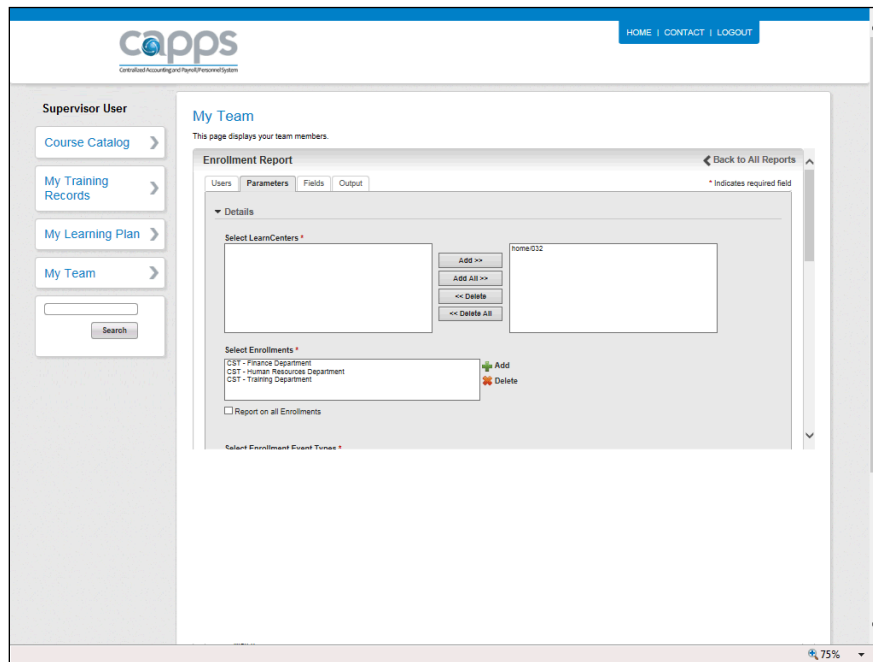 HOME | CONTACT | LOGOUT
capps
Centralized Accounting and Payroll/Personnel System
Supervisor User
Course Catalog
My Training
Records
My Learning Plan
My Team
Search
My Team
This page displays your team members.
Enrollment Report
Back to All Reports
Users Parameters Fields Output
* Indicates required field
Details
Select LearnCenters *
home/032
Add >>
Add All >>
<< Delete
<< Delete All
Select Enrollments *
CST - Finance Department
CST - Human Resources Department
CST - Training Department
Add
Delete
Report on all Enrollments
Select Enrollment Event Types *
75%